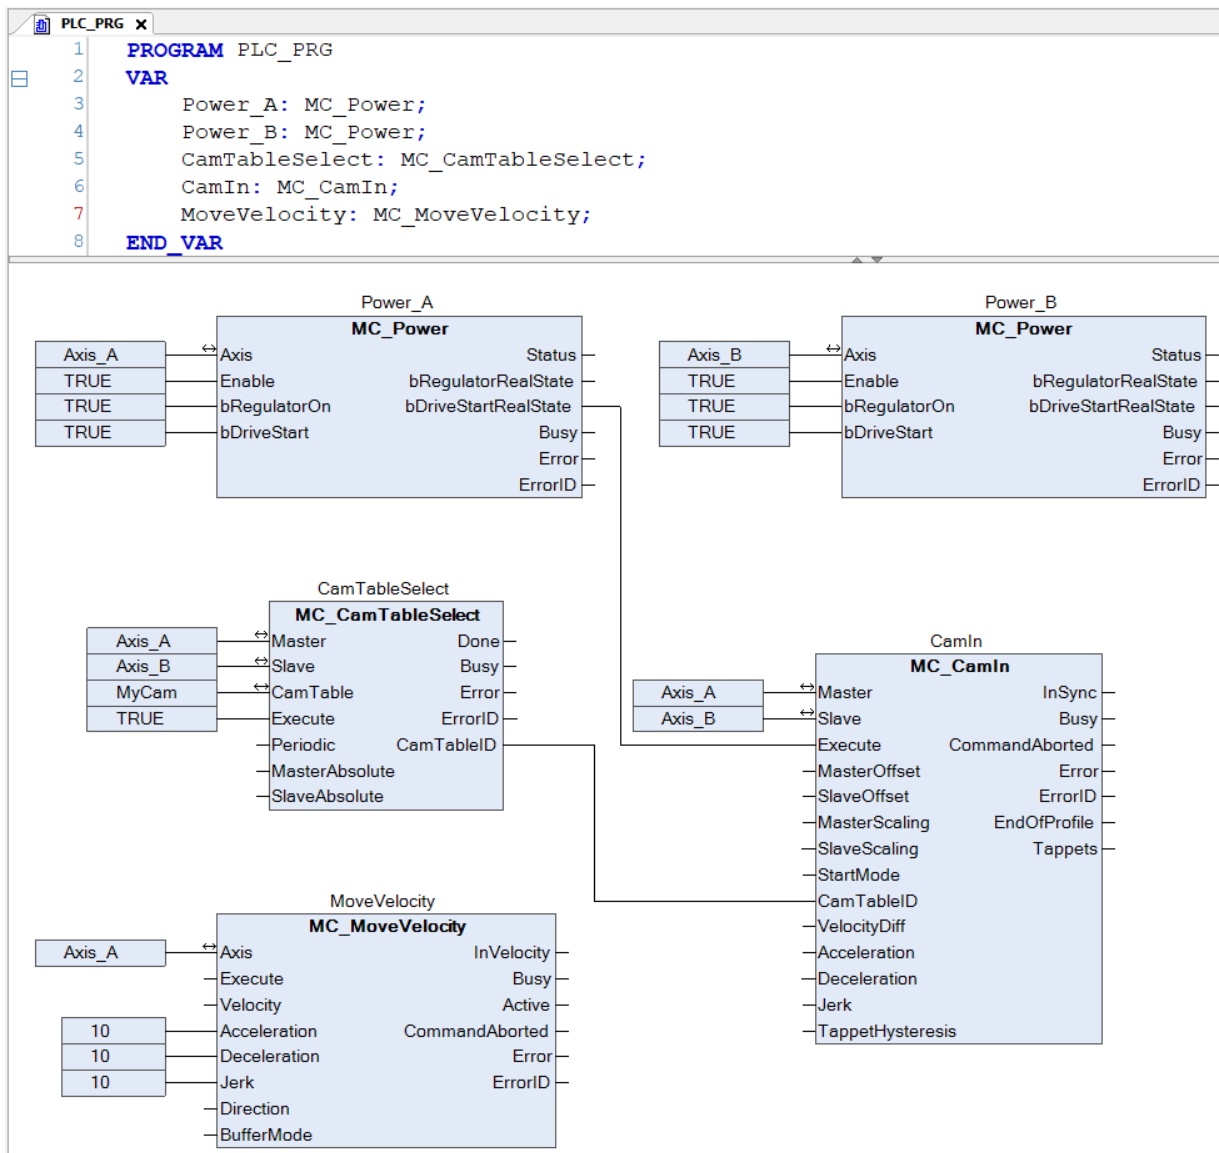 PLC_PRG
1 PROGRAM PLC_PRG
2 VAR
3 Power_A: MC_Power;
4 Power_B: MC_Power;
5 CamTableSelect: MC_CamTableSelect;
6 CamIn: MC_CamIn;
7 MoveVelocity: MC_MoveVelocity;
8 END_VAR
Power_A
MC_Power
Axis_A Axis Status
TRUE Enable bRegulatorRealState
TRUE bRegulatorOn bDriveStartRealState
TRUE bDriveStart Busy
Error
ErrorID
Power_B
MC_Power
Axis_B Axis Status
TRUE Enable bRegulatorRealState
TRUE bRegulatorOn bDriveStartRealState
TRUE bDriveStart Busy
Error
ErrorID
CamTableSelect
MC_CamTableSelect
Axis_A Master Done
Axis_B Slave Busy
MyCam CamTable Error
TRUE Execute ErrorID
Periodic CamTableID
MasterAbsolute
SlaveAbsolute
CamIn
MC_CamIn
Axis_A Master InSync
Axis_B Slave Busy
Execute CommandAborted
MasterOffset Error
SlaveOffset ErrorID
MasterScaling EndOfProfile
SlaveScaling Tappets
StartMode
CamTableID
VelocityDiff
Acceleration
Deceleration
Jerk
TappetHysteresis
MoveVelocity
MC_MoveVelocity
Axis_A Axis InVelocity
Execute Busy
Velocity Active
10 Acceleration CommandAborted
10 Deceleration Error
10 Jerk ErrorID
Direction
BufferMode